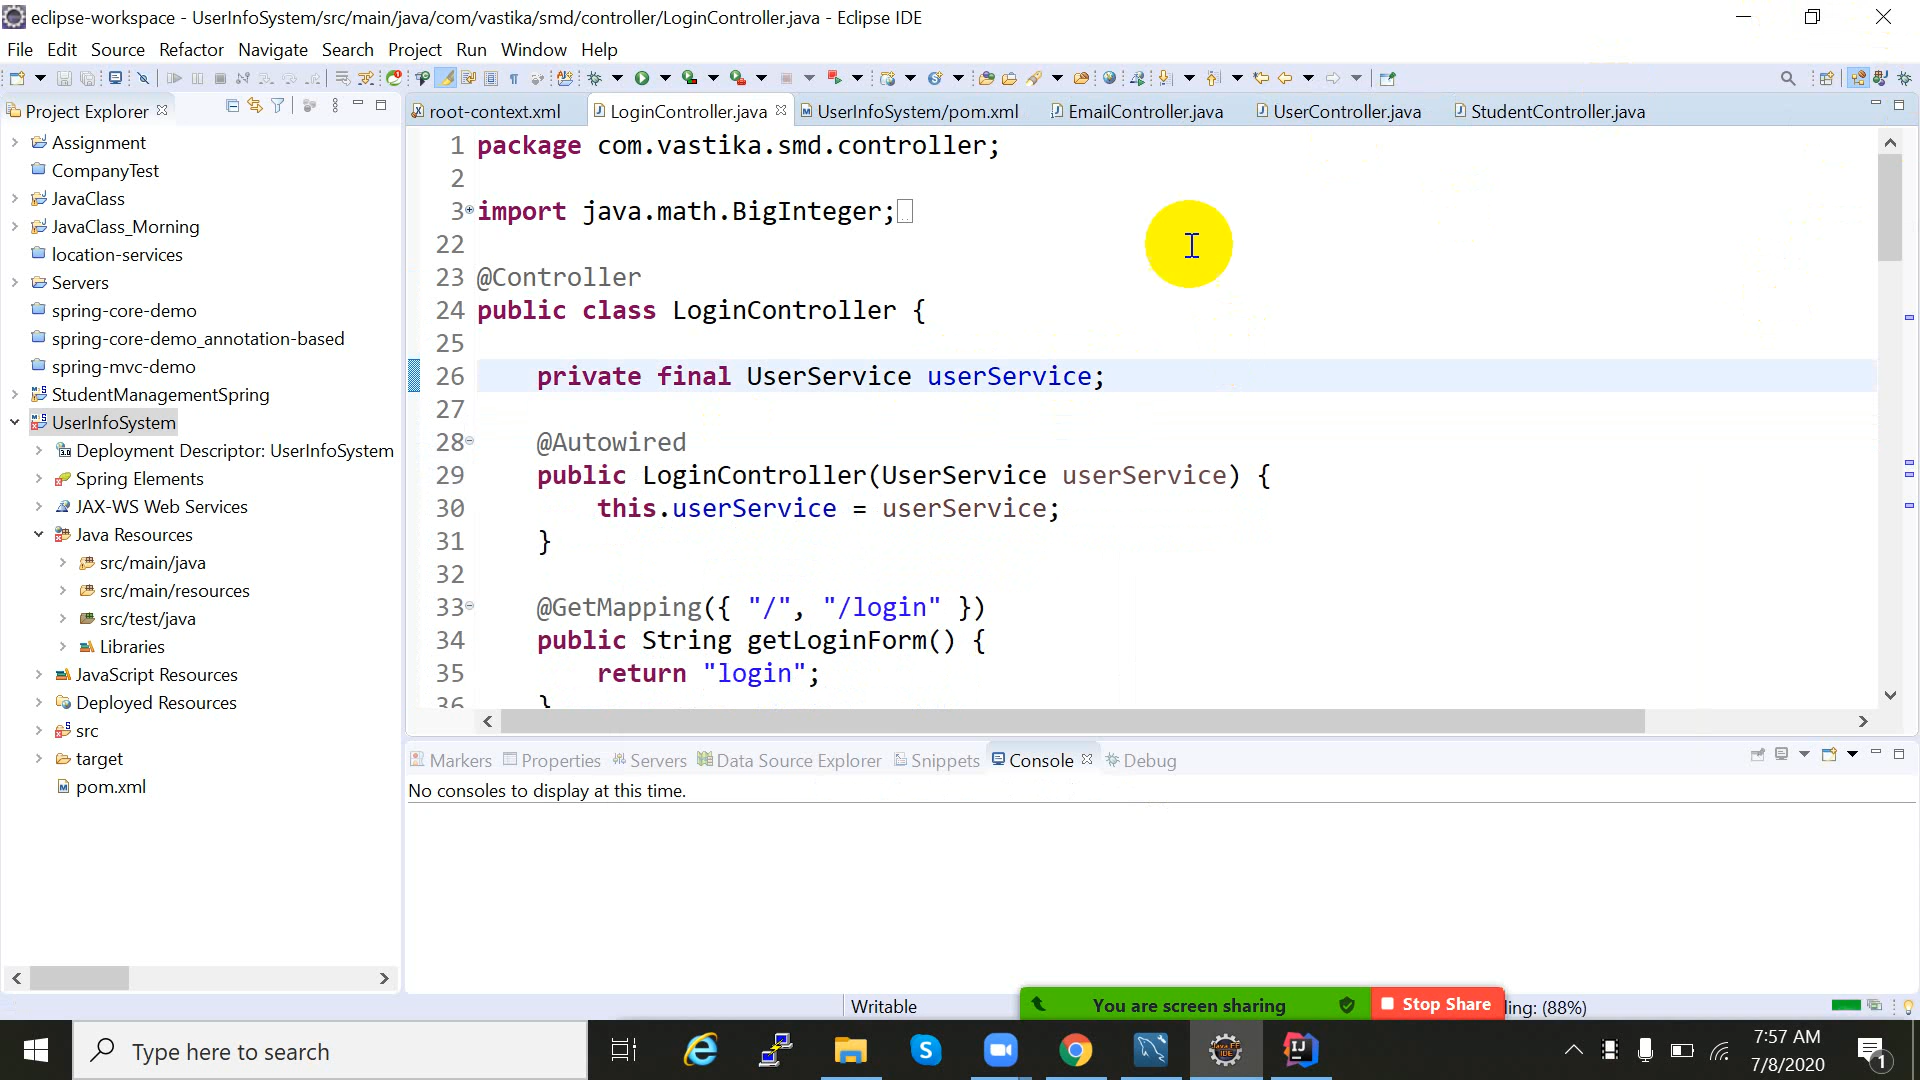 eclipse-workspace - UserInfoSystem/src/main/java/com/vastika/smd/controller/LoginController.java - Eclipse IDE
File Edit Source Refactor Navigate Search Project Run Window Help
Project Explorer
Assignment
CompanyTest
JavaClass
JavaClass_Morning
location-services
Servers
spring-core-demo
spring-core-demo_annotation-based
spring-mvc-demo
StudentManagementSpring
UserInfoSystem
Deployment Descriptor: UserInfoSystem
Spring Elements
JAX-WS Web Services
Java Resources
src/main/java
src/main/resources
src/test/java
Libraries
JavaScript Resources
Deployed Resources
src
target
pom.xml
root-context.xml LoginController.java UserInfoSystem/pom.xml EmailController.java UserController.java StudentController.java
1 package com.vastika.smd.controller;
2
3 import java.math.BigInteger;
22
23 @Controller
24 public class LoginController {
25
26 private final UserService userService;
27
28 @Autowired
29 public LoginController(UserService userService) {
30 this.userService = userService;
31 }
32
33 @GetMapping({ "/", "/login" })
34 public String getLoginForm() {
35 return "login";
36 }
Markers Properties Servers Data Source Explorer Snippets Console Debug
No consoles to display at this time.
Writable
You are screen sharing Stop Share ling: (88%)
Type here to search
7:57 AM
7/8/2020
1